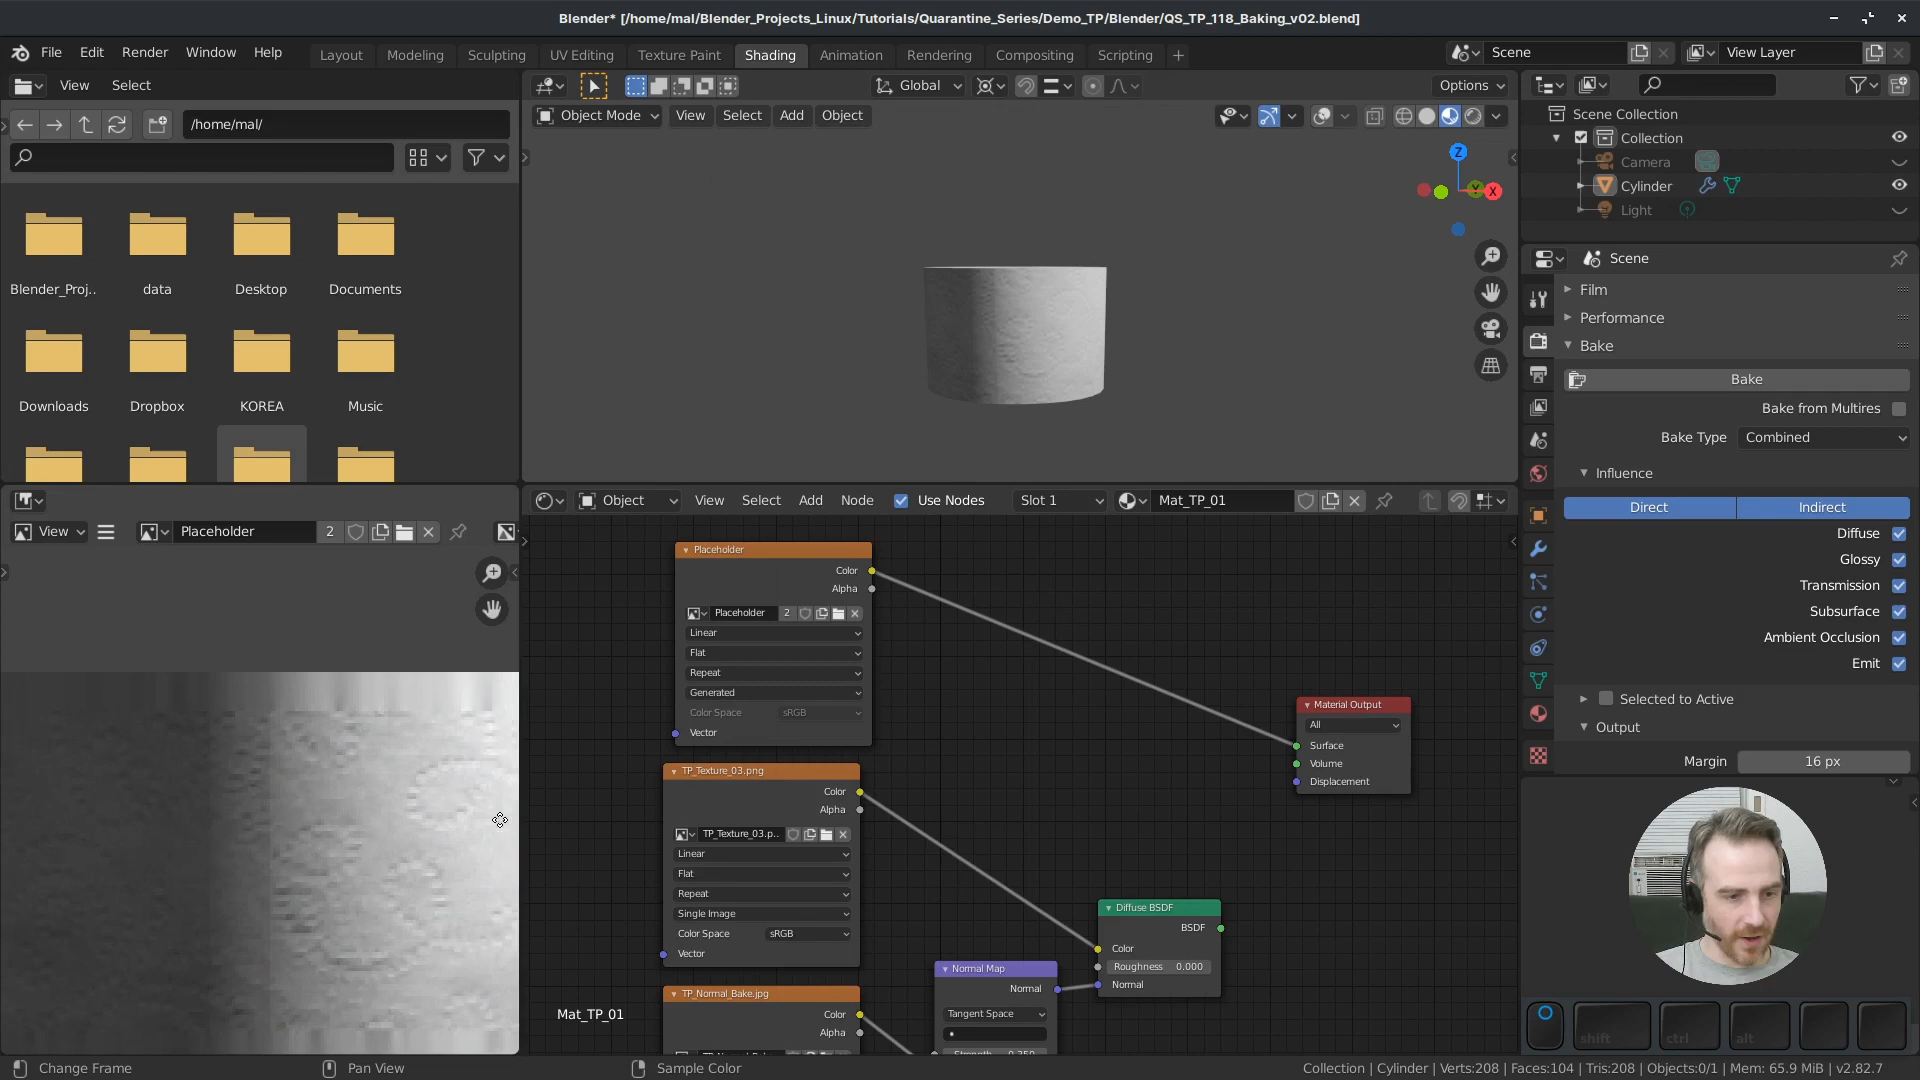 Blender* [/home/mal/Blender_Projects_Linux/Tutorials/Quarantine_Series/Demo_TP/Blender/QS_TP_118_Baking_v02.blend]
File Edit Render Window Help
Layout Modeling Sculpting UV Editing Texture Paint Shading Animation Rendering Compositing Scripting +
Scene
View Layer
View Select
/home/mal/
Blender_Proj.. data Desktop Documents
Downloads Dropbox KOREA Music
Global
Options
Object Mode View Select Add Object
Z
Y
X
Scene Collection
Collection
Camera
Cylinder
Light
Scene
Film
Performance
Bake
Bake
Bake from Multires
Bake Type Combined
Influence
Direct Indirect
Diffuse
Glossy
Transmission
Subsurface
Ambient Occlusion
Emit
Selected to Active
Output
Margin 16 px
View Placeholder 2
Object View Select Add Node Use Nodes Slot 1 Mat_TP_01
Placeholder
Color
Alpha
Placeholder 2
Linear
Flat
Repeat
Generated
Color Space sRGB
Vector
TP_Texture_03.png
Color
Alpha
TP_Texture_03.p..
Linear
Flat
Repeat
Single Image
Color Space sRGB
Vector
TP_Normal_Bake.jpg
Color
Alpha
Normal Map
Normal
Tangent Space
Strength 0.350
Diffuse BSDF
BSDF
Color
Roughness 0.000
Normal
Material Output
All
Surface
Volume
Displacement
Mat_TP_01
shift ctrl alt
Change Frame Pan View Sample Color
Collection | Cylinder | Verts:208 | Faces:104 | Tris:208 | Objects:0/1 | Mem: 65.9 MiB | v2.82.7